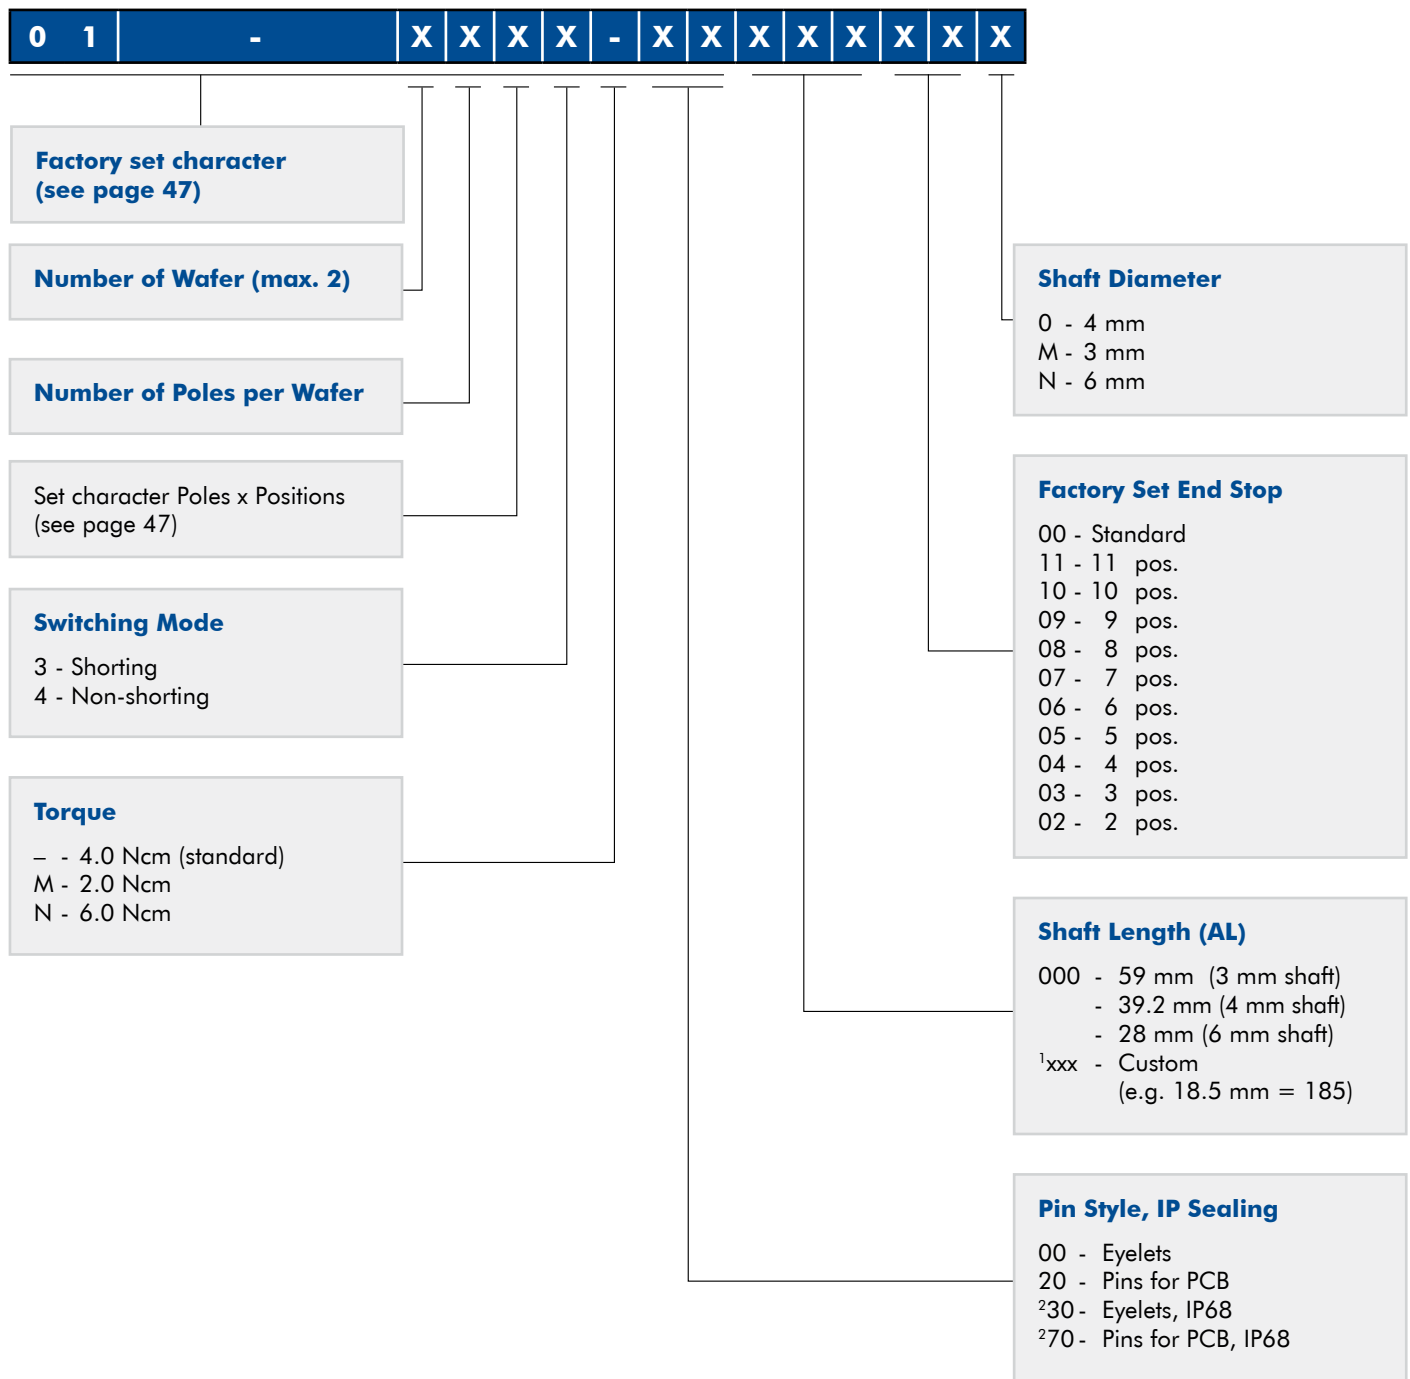 0 1 - X X X X - X X X X X X X X
Factory set character
(see page 47)
Number of Wafer (max. 2)
Number of Poles per Wafer
Set character Poles x Positions
(see page 47)
Switching Mode
3 - Shorting
4 - Non-shorting
Torque
– - 4.0 Ncm (standard)
M - 2.0 Ncm
N - 6.0 Ncm
Shaft Diameter
0 - 4 mm
M - 3 mm
N - 6 mm
Factory Set End Stop
00 - Standard
11 - 11 pos.
10 - 10 pos.
09 - 9 pos.
08 - 8 pos.
07 - 7 pos.
06 - 6 pos.
05 - 5 pos.
04 - 4 pos.
03 - 3 pos.
02 - 2 pos.
Shaft Length (AL)
000 - 59 mm (3 mm shaft)
- 39.2 mm (4 mm shaft)
- 28 mm (6 mm shaft)
¹xxx - Custom
(e.g. 18.5 mm = 185)
Pin Style, IP Sealing
00 - Eyelets
20 - Pins for PCB
²30 - Eyelets, IP68
²70 - Pins for PCB, IP68